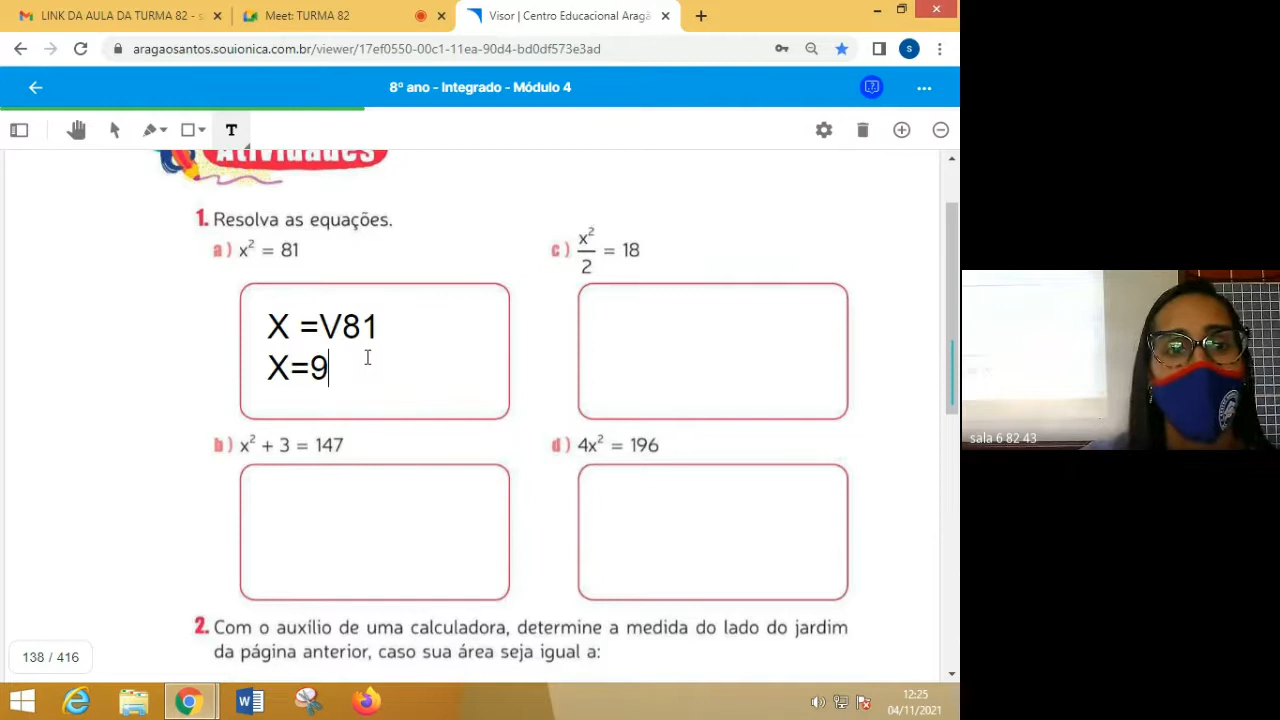 LINK DA AULA DA TURMA 82 - s
Meet: TURMA 82
Visor | Centro Educacional Aragã
aragaosantos.souionica.com.br/viewer/17ef0550-00c1-11ea-90d4-bd0df573e3ad
s
8º ano - Integrado - Módulo 4
T
Atividades
1. Resolva as equações.
a) x² = 81
c) x²/2 = 18
X =V81
X=9
b) x² + 3 = 147
d) 4x² = 196
2. Com o auxílio de uma calculadora, determine a medida do lado do jardim
da página anterior, caso sua área seja igual a:
138 / 416
sala 6 82 43
12:25
04/11/2021